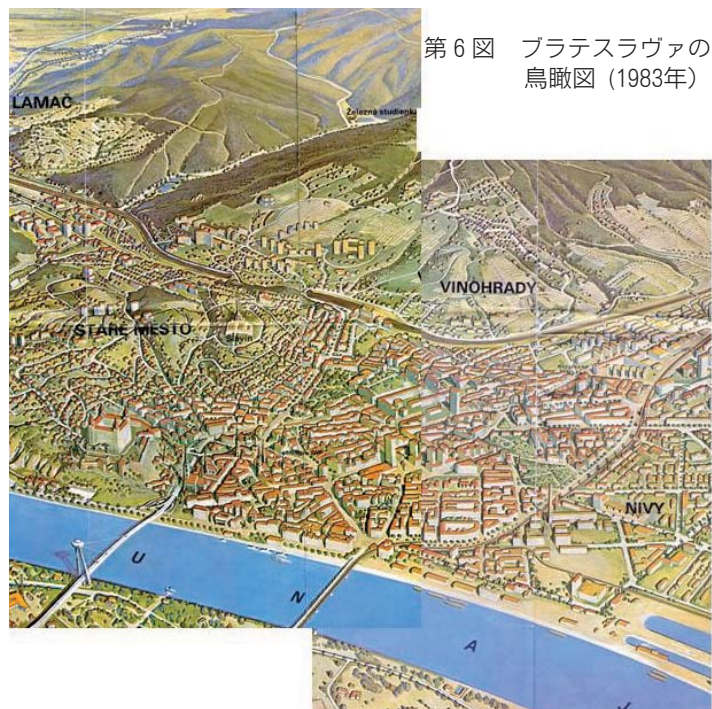 第6図 ブラテスラヴァの
鳥瞰図 (1983年)
LAMAČ
Železná studienka
VINOHRADY
STARÉ MESTO
Slavín
NIVY
U
N
A
J